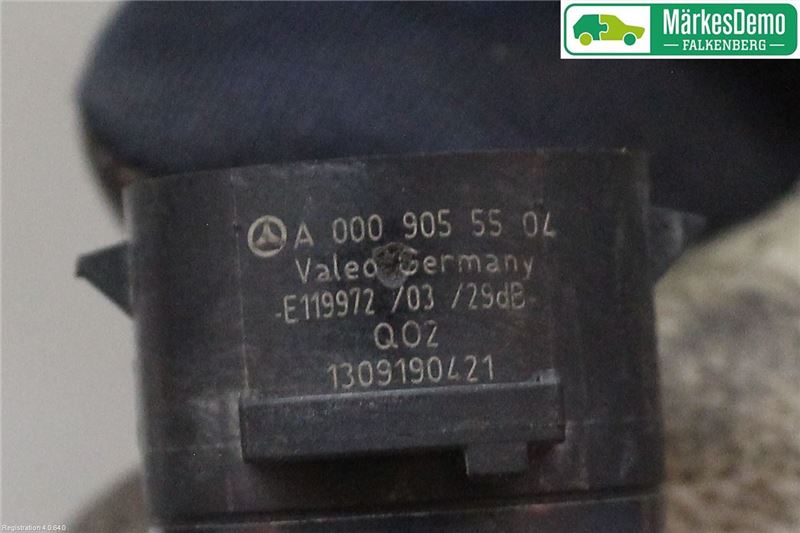 MärkesDemo
FALKENBERG
A 000 905 55 04
Valeo Germany
-E119972 /03 /29dB-
Q02
1309190421
Registration 4.0.64.0